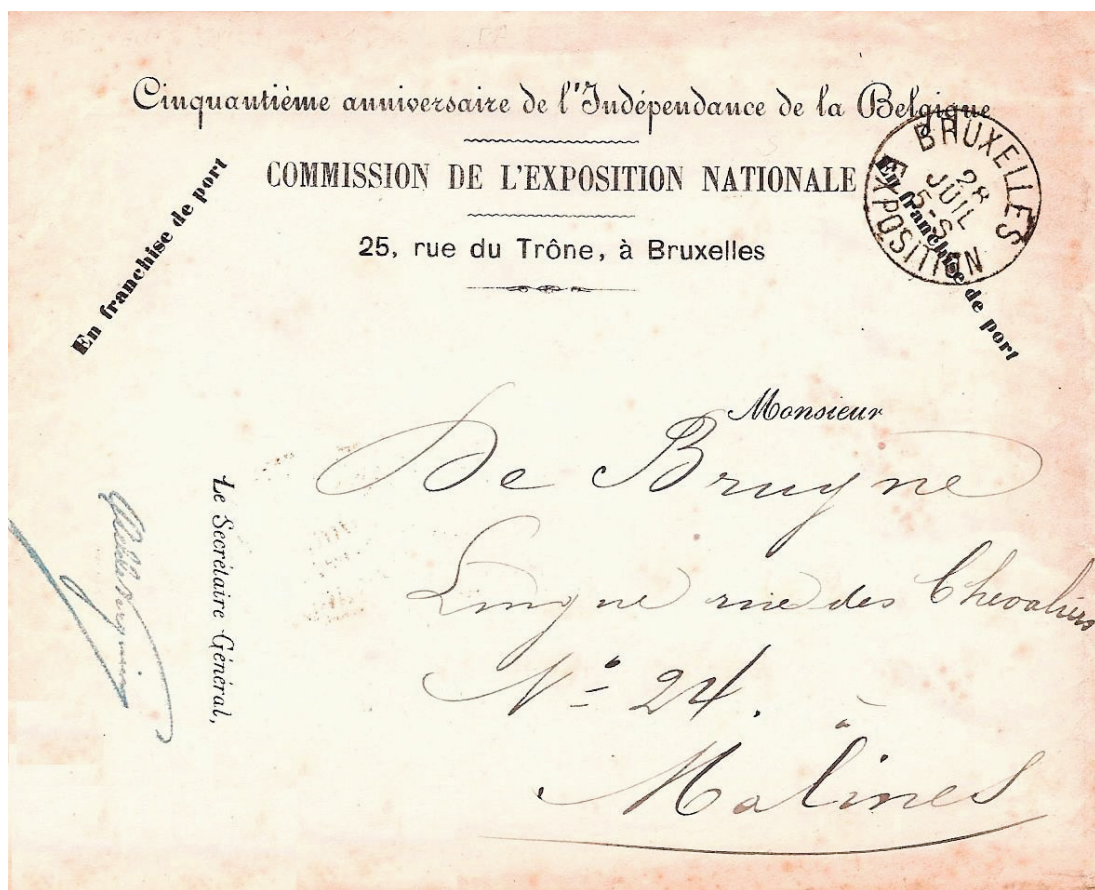 Cinquantième anniversaire de l'Indépendance de la Belgique
COMMISSION DE L'EXPOSITION NATIONALE
25, rue du Trône, à Bruxelles
En franchise de port
En franchise de port
BRUXELLES
28
JUIL
5-S
EXPOSITION
Monsieur
De Bruyne
Longue rue des Chevaliers
Nº 24.
à
Malines
Le Secrétaire Général,